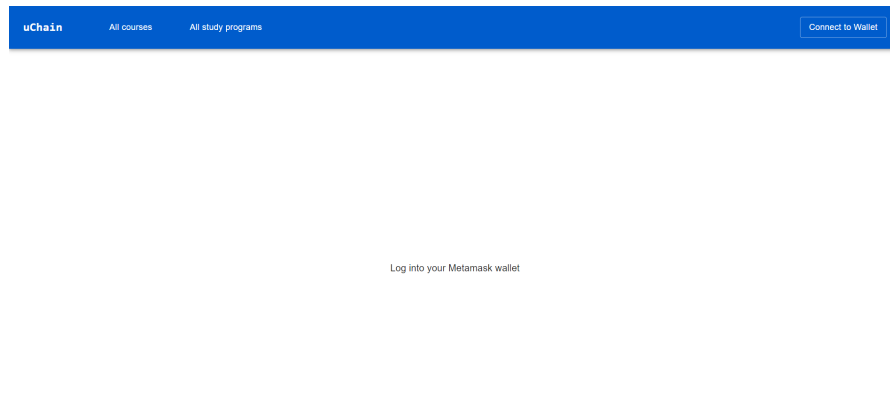 uChain All courses All study programs Connect to Wallet
Log into your Metamask wallet